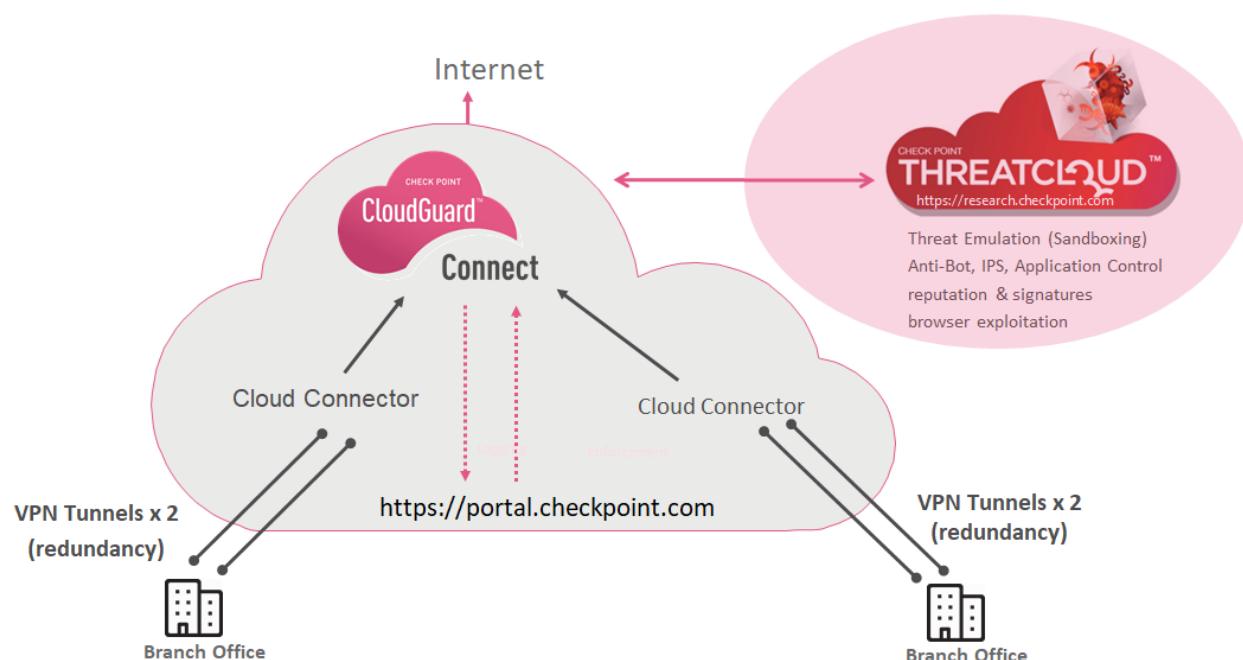 Internet
CHECK POINT
CloudGuard™
Connect
CHECK POINT
THREATCLOUD™
https://research.checkpoint.com
Threat Emulation (Sandboxing)
Anti-Bot, IPS, Application Control
reputation & signatures
browser exploitation
Cloud Connector
Cloud Connector
https://portal.checkpoint.com
VPN Tunnels x 2
(redundancy)
VPN Tunnels x 2
(redundancy)
Branch Office
Branch Office